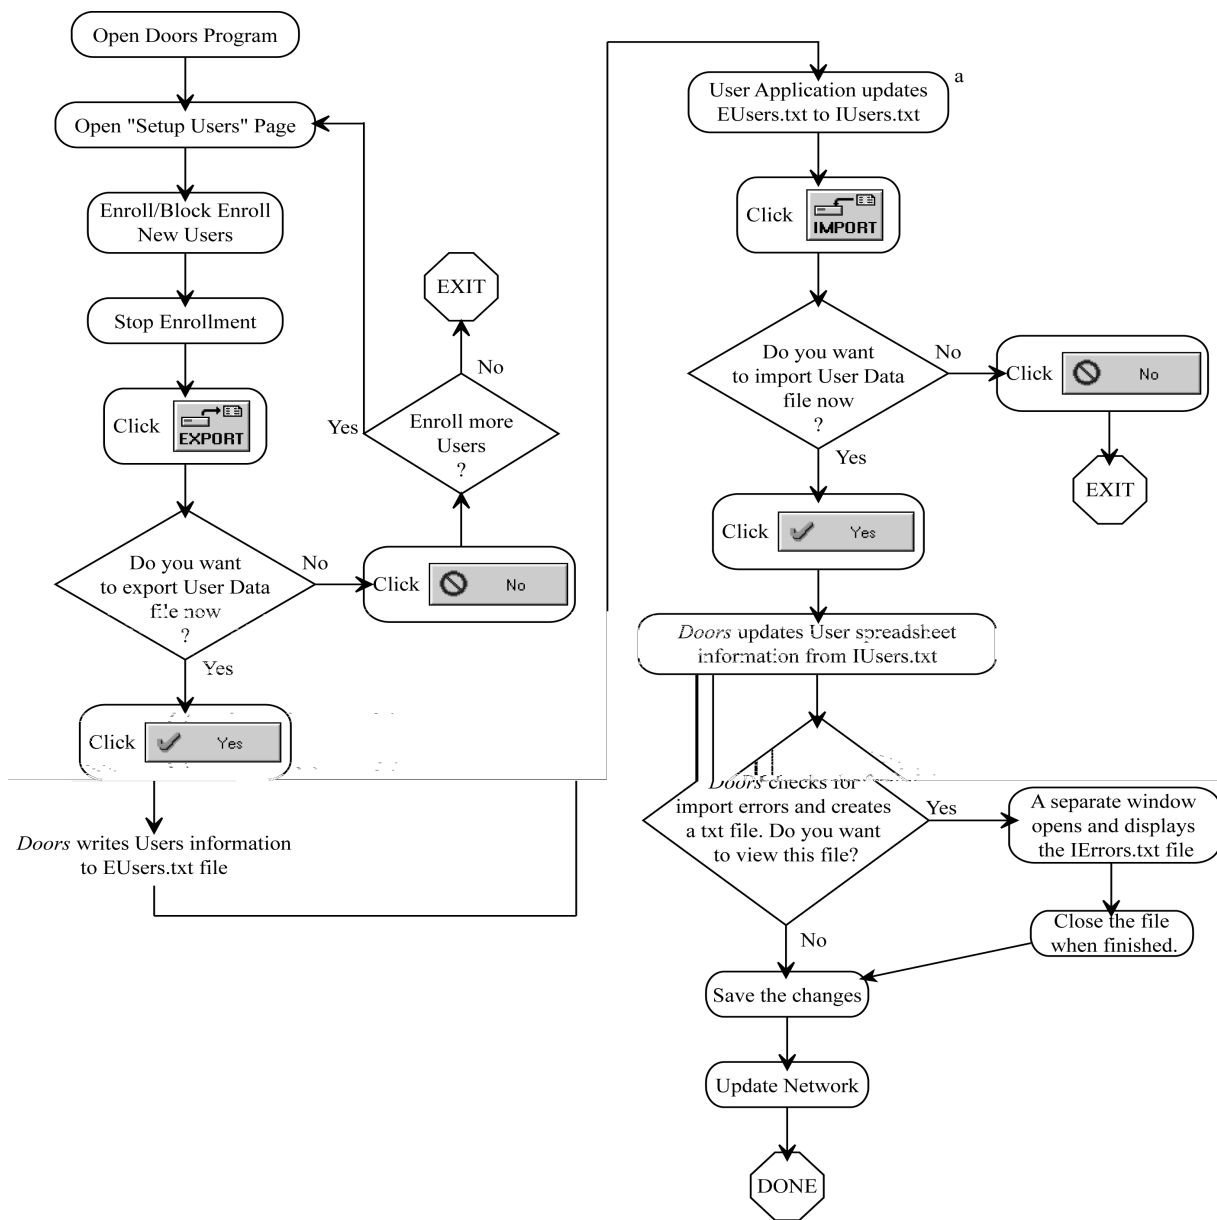 Open Doors Program
Open "Setup Users" Page
Enroll/Block Enroll
New Users
Stop Enrollment
Click
EXPORT
Do you want
to export User Data
file now
?
No
Click
No
Yes
Enroll more
Users
?
No
EXIT
Yes
Click
Yes
Doors writes Users information
to EUsers.txt file
User Application updates
EUsers.txt to IUsers.txt
a
Click
IMPORT
Do you want
to import User Data
file now
?
No
Click
No
EXIT
Yes
Click
Yes
Doors updates User spreadsheet
information from IUsers.txt
Doors checks for
import errors and creates
a txt file. Do you want
to view this file?
Yes
A separate window
opens and displays
the IErrors.txt file
Close the file
when finished.
No
Save the changes
Update Network
DONE